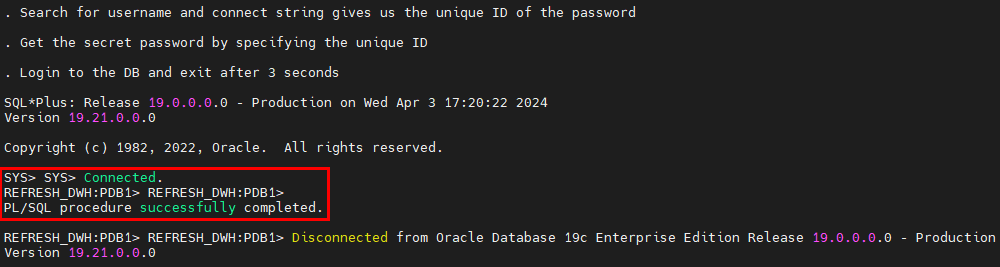 . Search for username and connect string gives us the unique ID of the password
. Get the secret password by specifying the unique ID
. Login to the DB and exit after 3 seconds
SQL*Plus: Release 19.0.0.0.0 - Production on Wed Apr 3 17:20:22 2024
Version 19.21.0.0.0
Copyright (c) 1982, 2022, Oracle.  All rights reserved.
SYS> SYS> Connected.
REFRESH_DWH:PDB1> REFRESH_DWH:PDB1>
PL/SQL procedure successfully completed.
REFRESH_DWH:PDB1> REFRESH_DWH:PDB1> Disconnected from Oracle Database 19c Enterprise Edition Release 19.0.0.0.0 - Production
Version 19.21.0.0.0